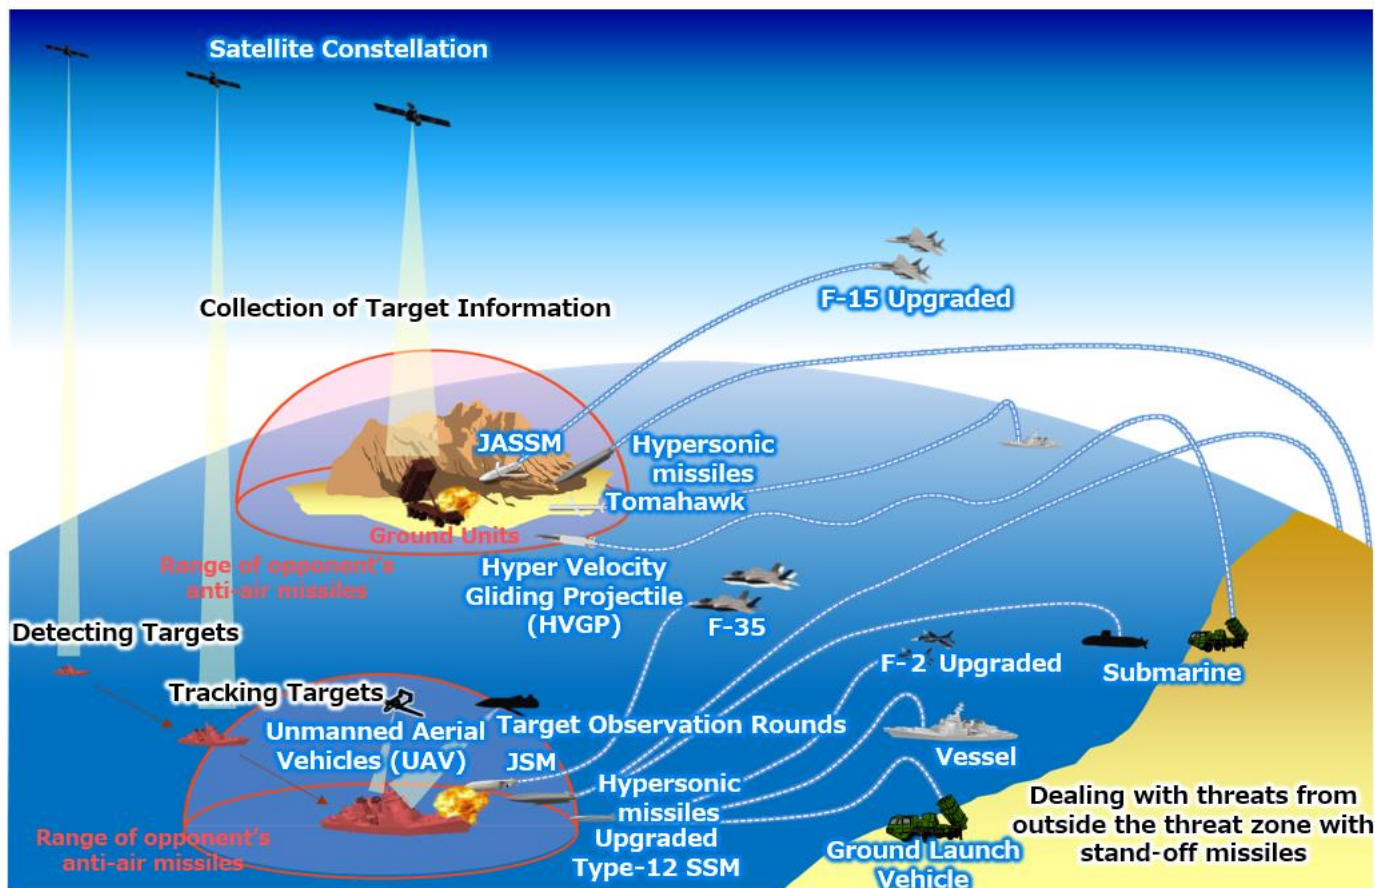 Satellite Constellation
F-15 Upgraded
Collection of Target Information
JASSM
Hypersonic
missiles
Tomahawk
Ground Units
Range of opponent's
anti-air missiles
Hyper Velocity
Gliding Projectile
(HVGP)
F-35
Detecting Targets
F-2 Upgraded
Submarine
Tracking Targets
Unmanned Aerial
Vehicles (UAV)
Target Observation Rounds
JSM
Vessel
Hypersonic
missiles
Upgraded
Type-12 SSM
Range of opponent's
anti-air missiles
Ground Launch
Vehicle
Dealing with threats from
outside the threat zone with
stand-off missiles